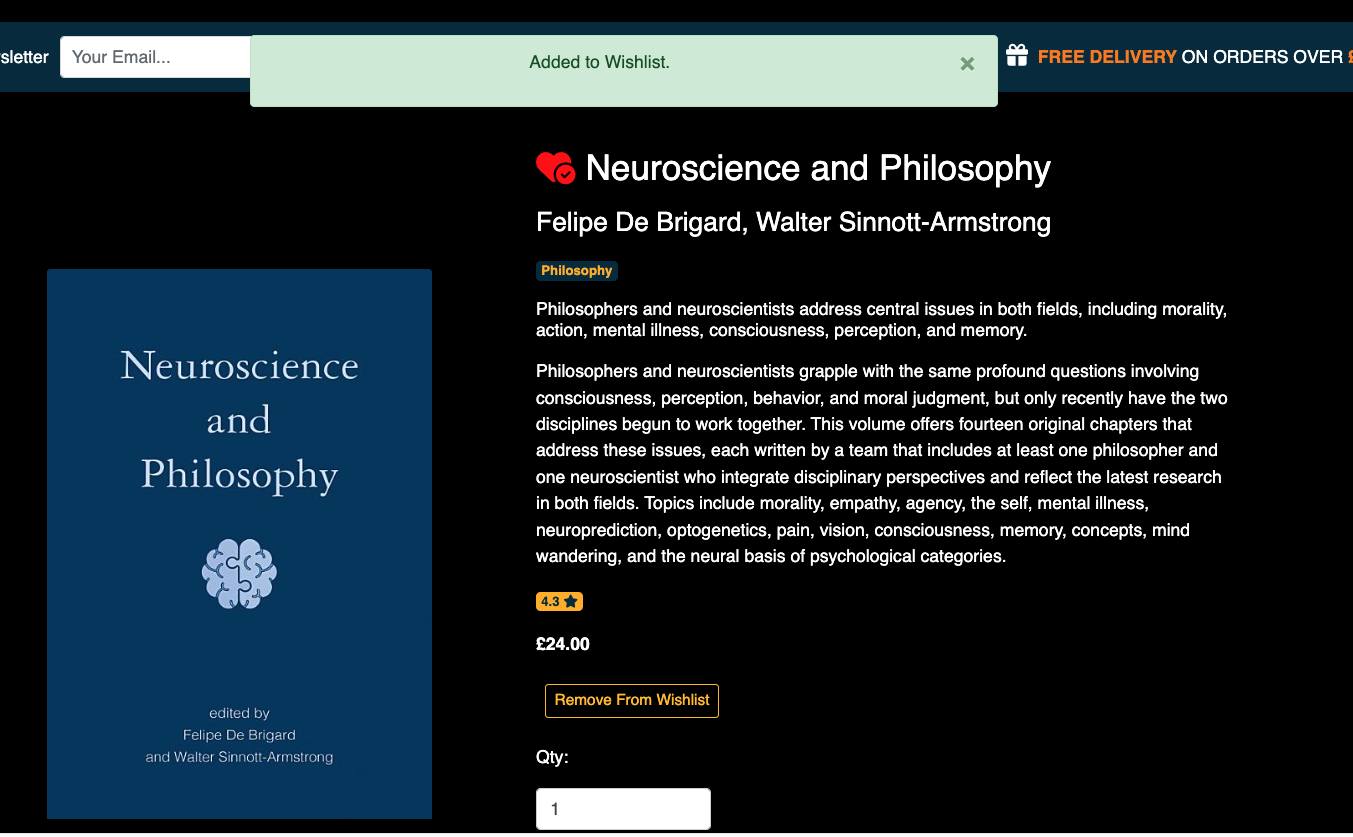 sletter
Your Email...
Added to Wishlist.
×
FREE DELIVERY ON ORDERS OVER
Neuroscience and Philosophy
Felipe De Brigard, Walter Sinnott-Armstrong
Philosophy
Philosophers and neuroscientists address central issues in both fields, including morality,
action, mental illness, consciousness, perception, and memory.
Philosophers and neuroscientists grapple with the same profound questions involving
consciousness, perception, behavior, and moral judgment, but only recently have the two
disciplines begun to work together. This volume offers fourteen original chapters that
address these issues, each written by a team that includes at least one philosopher and
one neuroscientist who integrate disciplinary perspectives and reflect the latest research
in both fields. Topics include morality, empathy, agency, the self, mental illness,
neuroprediction, optogenetics, pain, vision, consciousness, memory, concepts, mind
wandering, and the neural basis of psychological categories.
4.3
£24.00
Remove From Wishlist
Qty:
1
Neuroscience
and
Philosophy
edited by
Felipe De Brigard
and Walter Sinnott-Armstrong